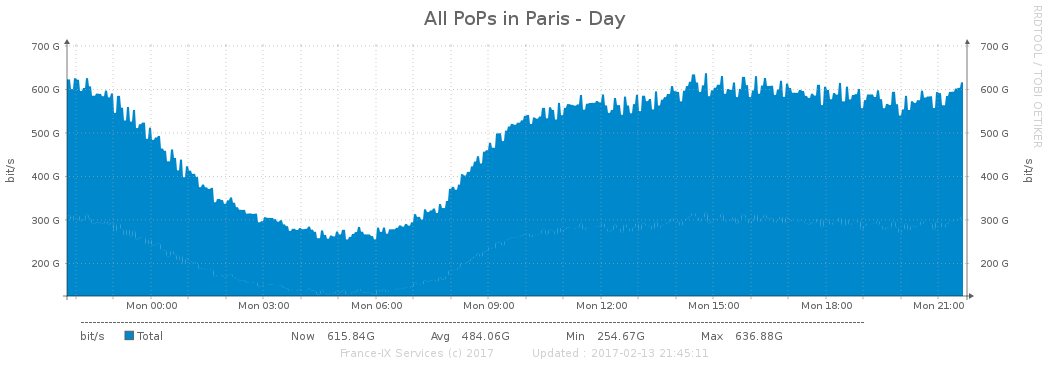 All PoPs in Paris - Day
RRDTOOL / TOBI OETIKER
700 G 700 G
600 G 600 G
500 G 500 G
400 G 400 G
300 G 300 G
200 G 200 G
bit/s
bit/s
Mon 00:00 Mon 03:00 Mon 06:00 Mon 09:00 Mon 12:00 Mon 15:00 Mon 18:00 Mon 21:00
bit/s Total Now 615.84G Avg 484.06G Min 254.67G Max 636.88G
France-IX Services (c) 2017 Updated : 2017-02-13 21:45:11